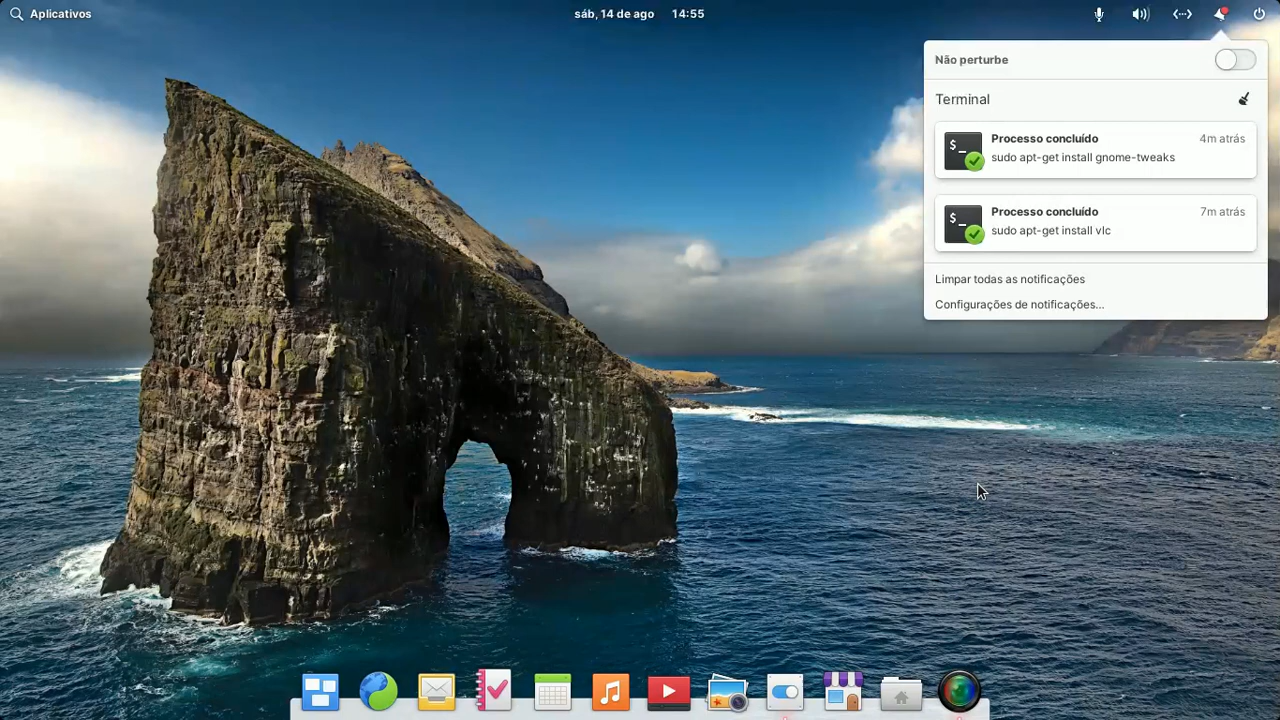 Aplicativos
sáb, 14 de ago 14:55
Não perturbe
Terminal
Processo concluído 4m atrás
sudo apt-get install gnome-tweaks
Processo concluído 7m atrás
sudo apt-get install vlc
Limpar todas as notificações
Configurações de notificações...